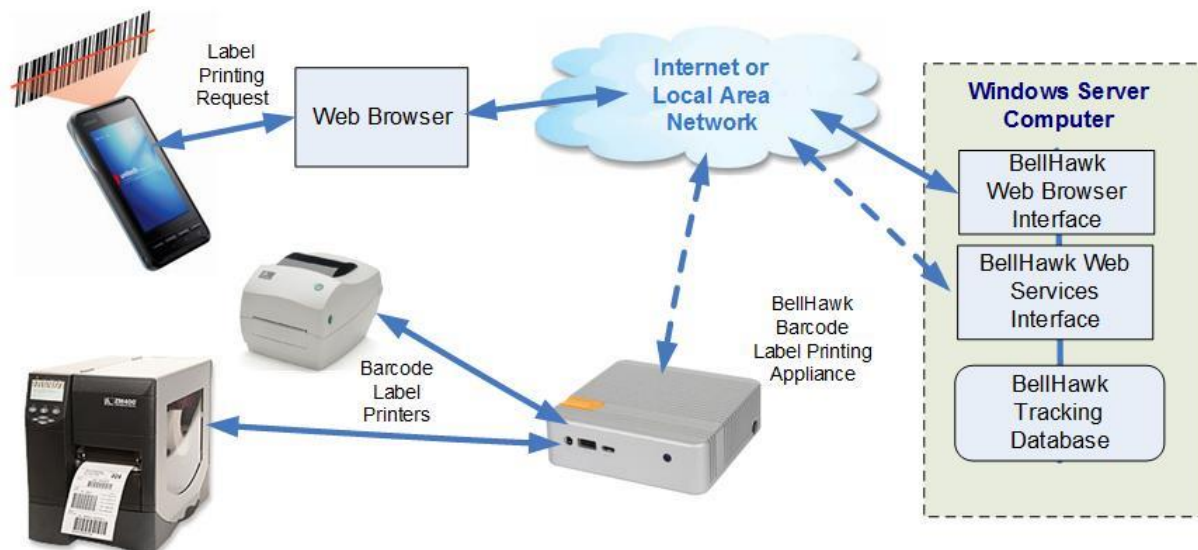 Label
Printing
Request
Web Browser
Internet or
Local Area
Network
Windows Server
Computer
BellHawk
Web Browser
Interface
BellHawk Web
Services
Interface
BellHawk
Tracking
Database
BellHawk
Barcode
Label Printing
Appliance
Barcode
Label
Printers
ZM400